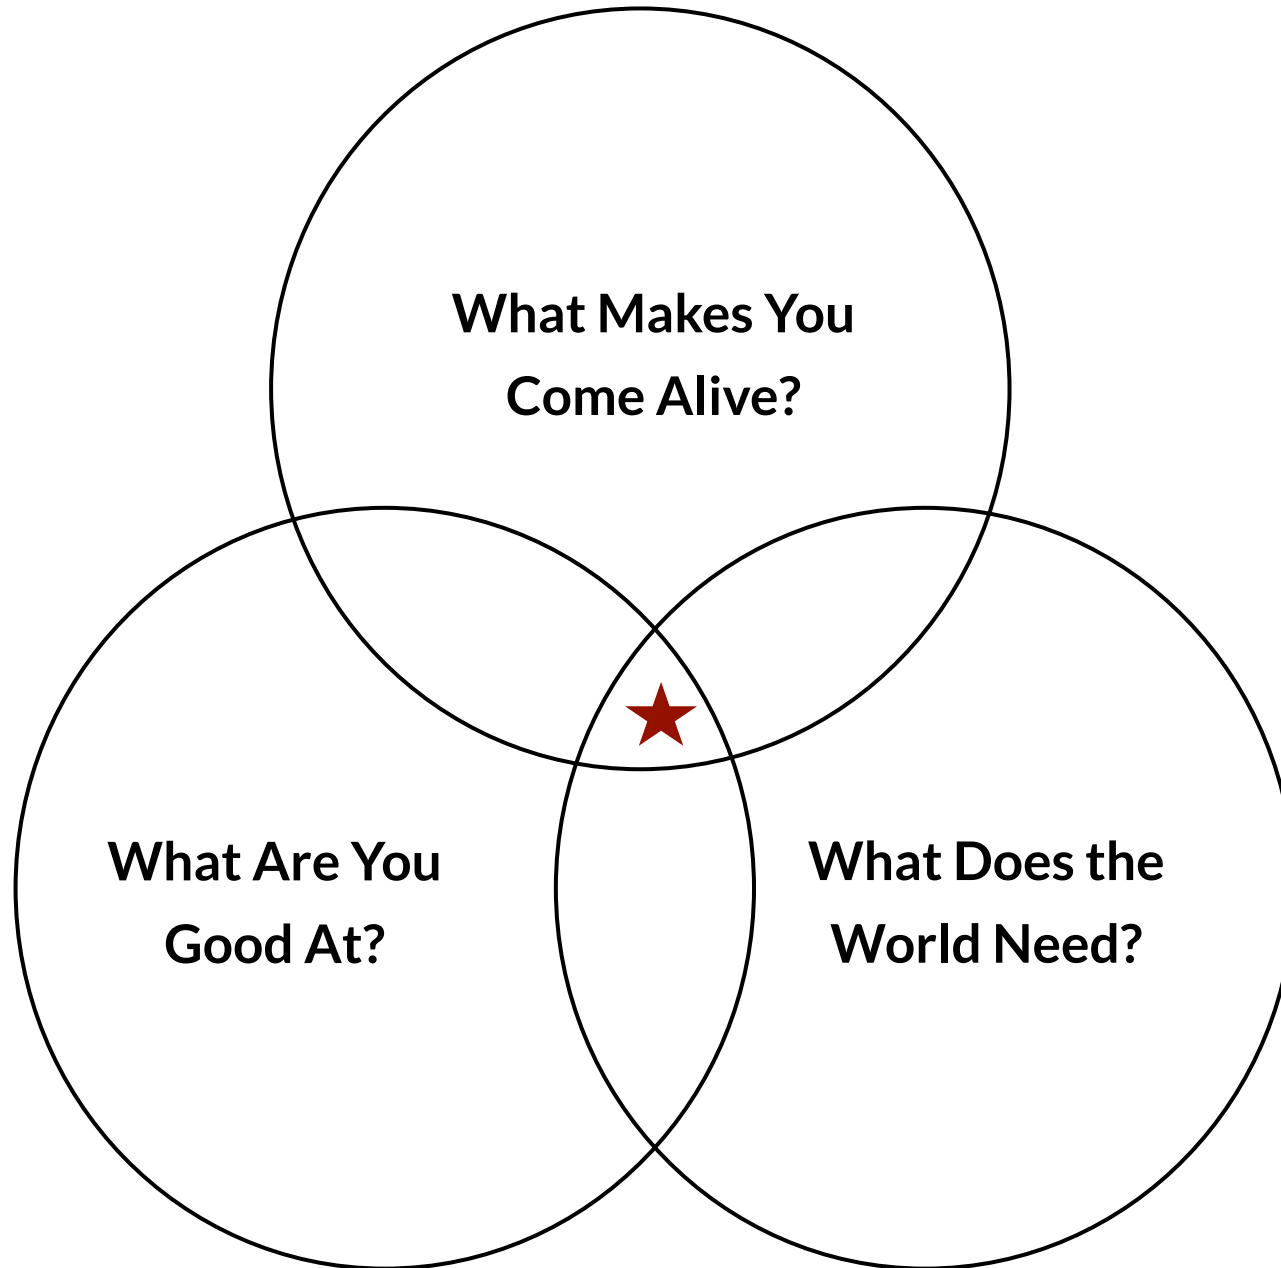 What Makes You
Come Alive?
What Are You
Good At?
What Does the
World Need?